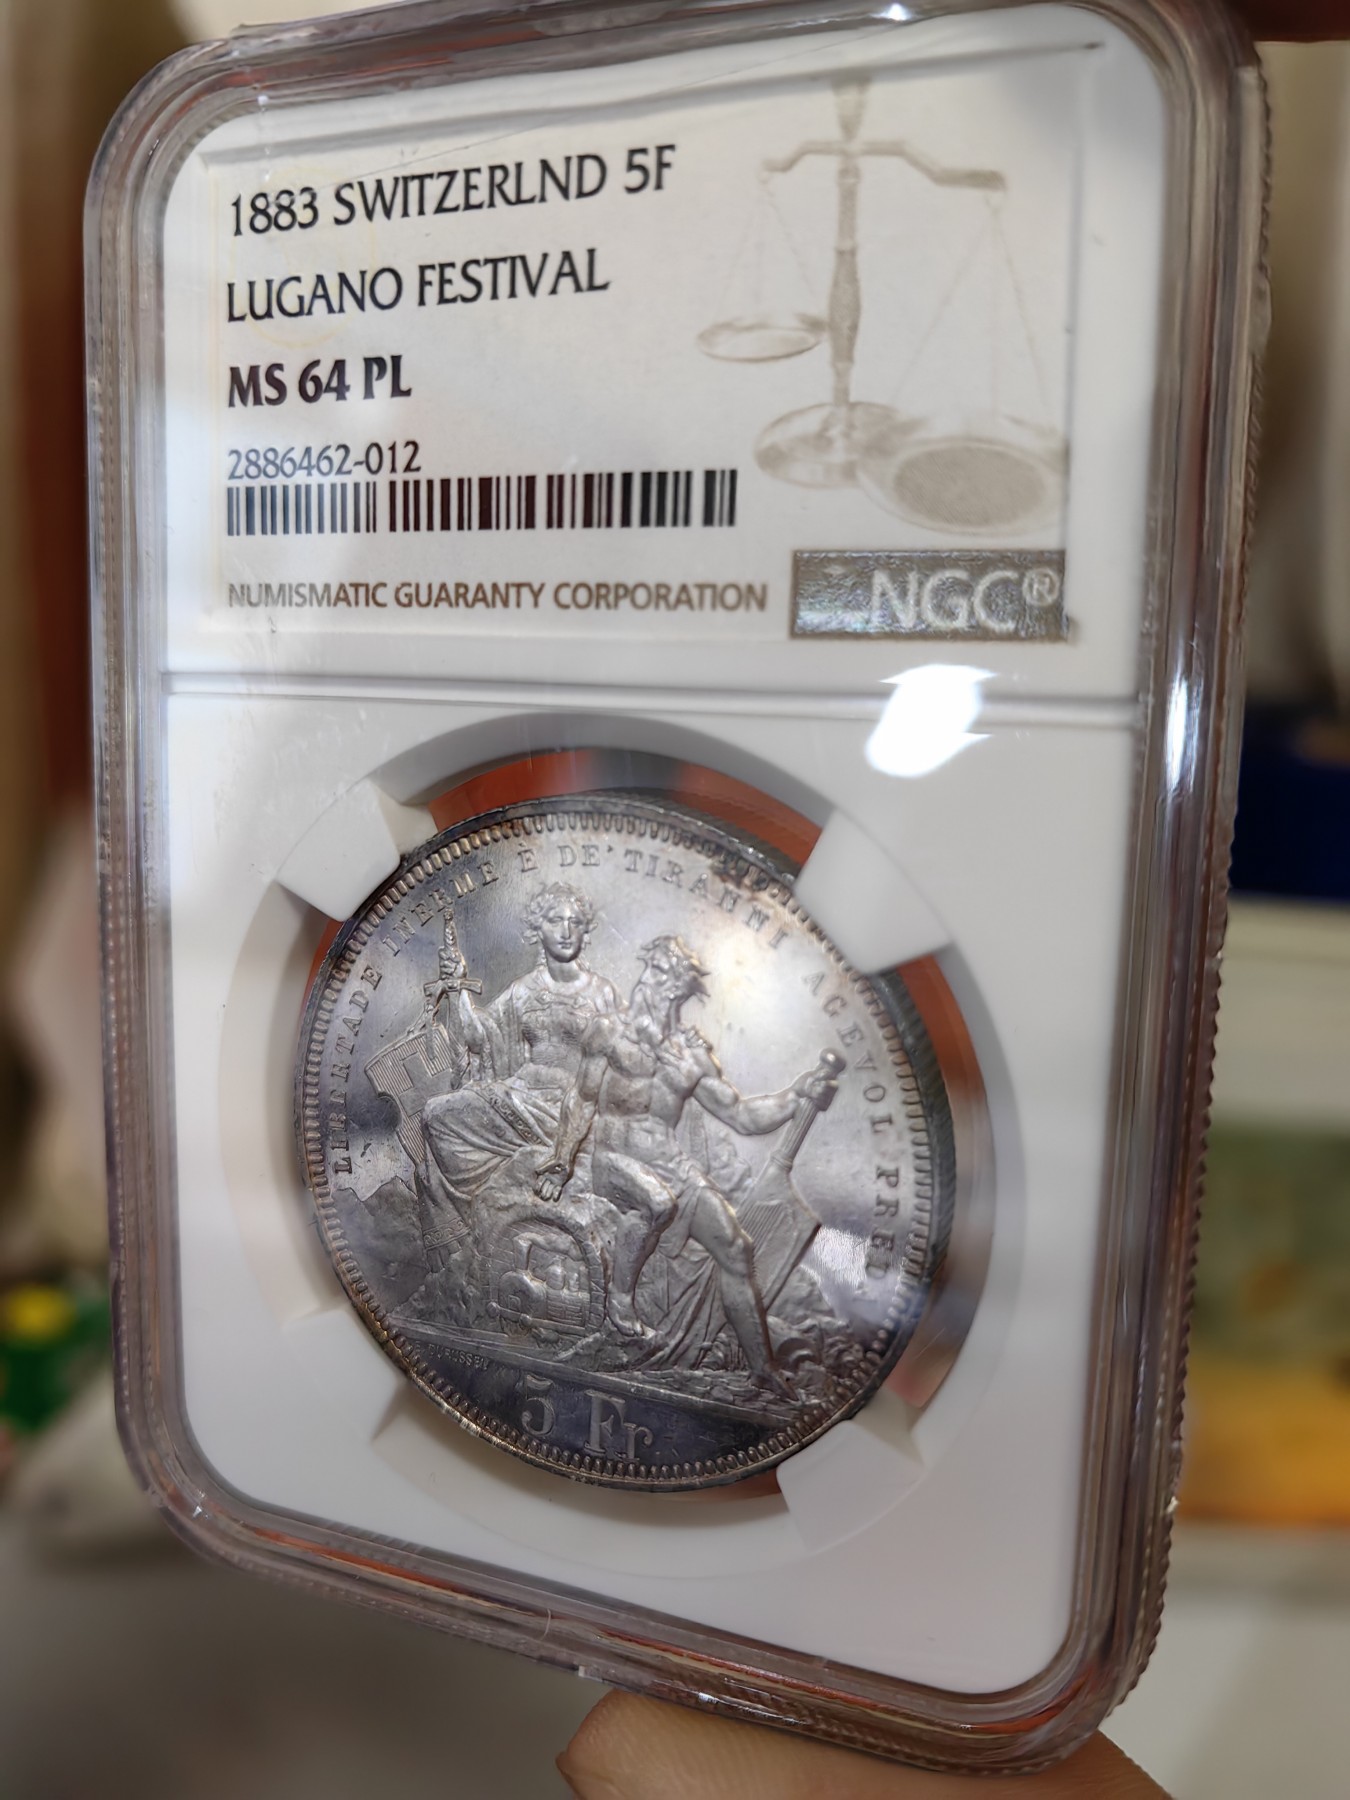 1883 SWITZERLND 5F
LUGANO FESTIVAL
MS 64 PL
2886462-012
NUMISMATIC GUARANTY CORPORATION
NGC®
LIBERTADE INERME È DE' TIRANNI AGEVOL PREDA
5 Fr.